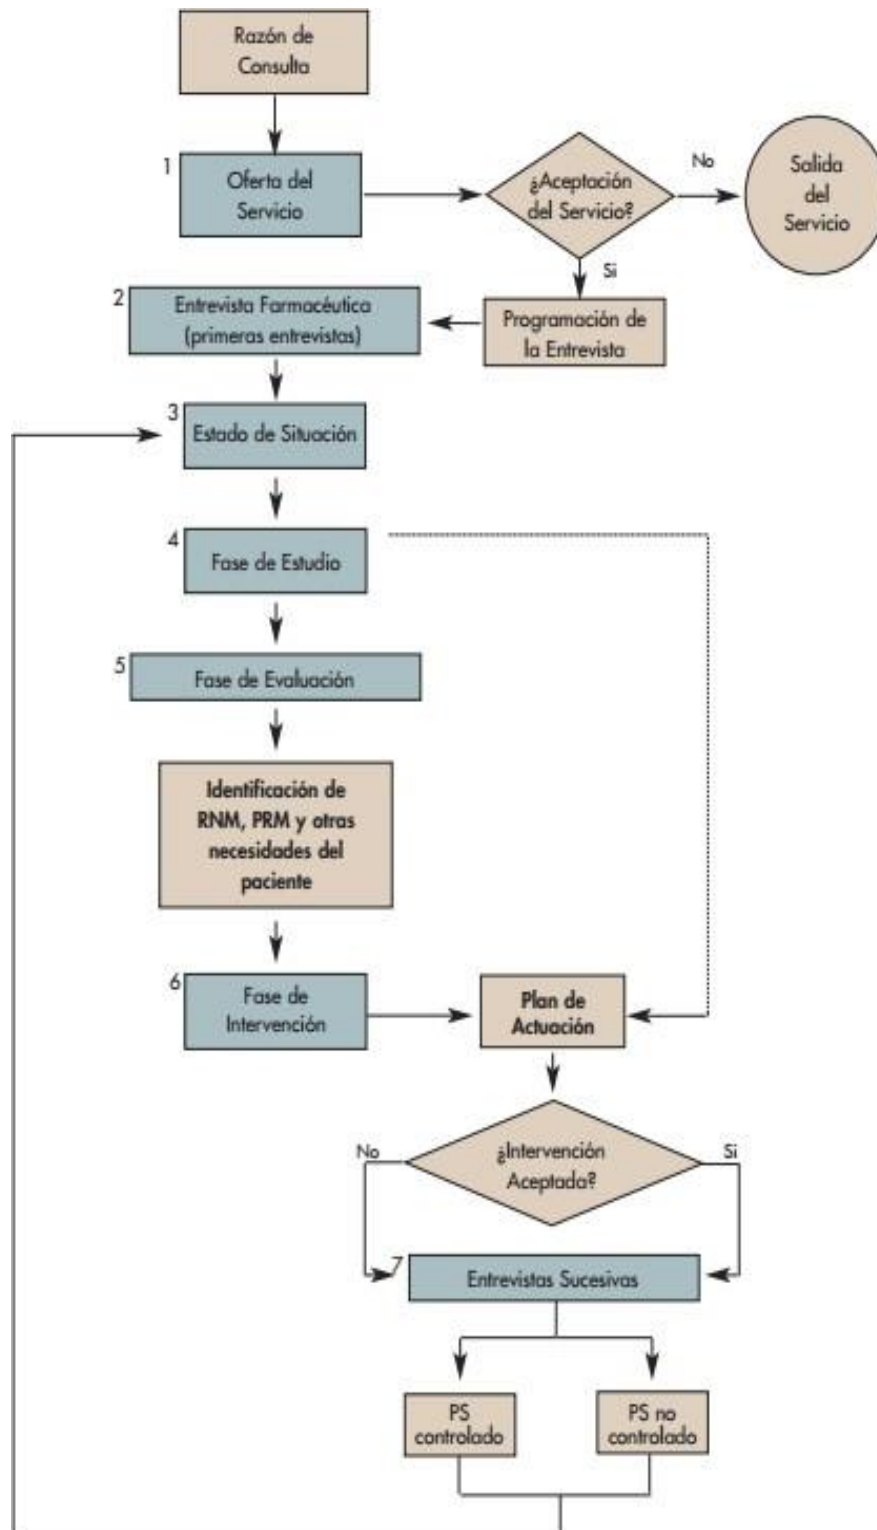 Razón de
Consulta
1
Oferta del
Servicio
¿Aceptación
del Servicio?
No
Salida
del
Servicio
Si
2
Entrevista Farmacéutica
(primeras entrevistas)
Programación de
la Entrevista
3
Estado de Situación
4
Fase de Estudio
5
Fase de Evaluación
Identificación de
RNM, PRM y otras
necesidades del
paciente
6
Fase de
Intervención
Plan de
Actuación
No
¿Intervención
Aceptada?
Si
7
Entrevistas Sucesivas
PS
controlado
PS no
controlado